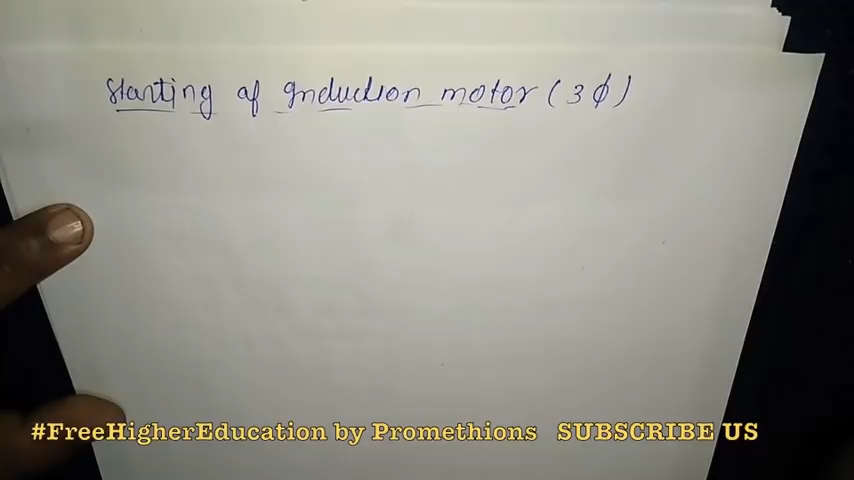 Starting of Induction motor (3ϕ)
#FreeHigherEducation by Promethions SUBSCRIBE US